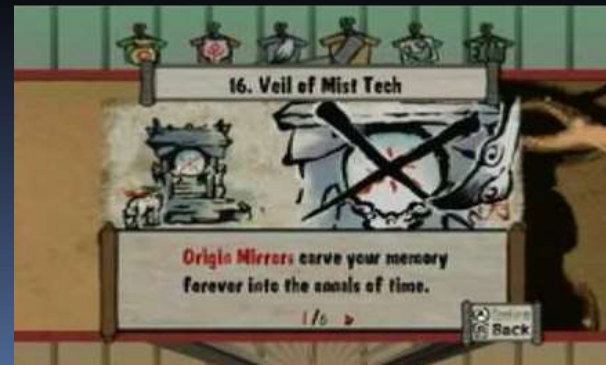 16. Veil of Mist Tech
Origin Mirrors carve your memory
forever into the annals of time.
1/6
Back